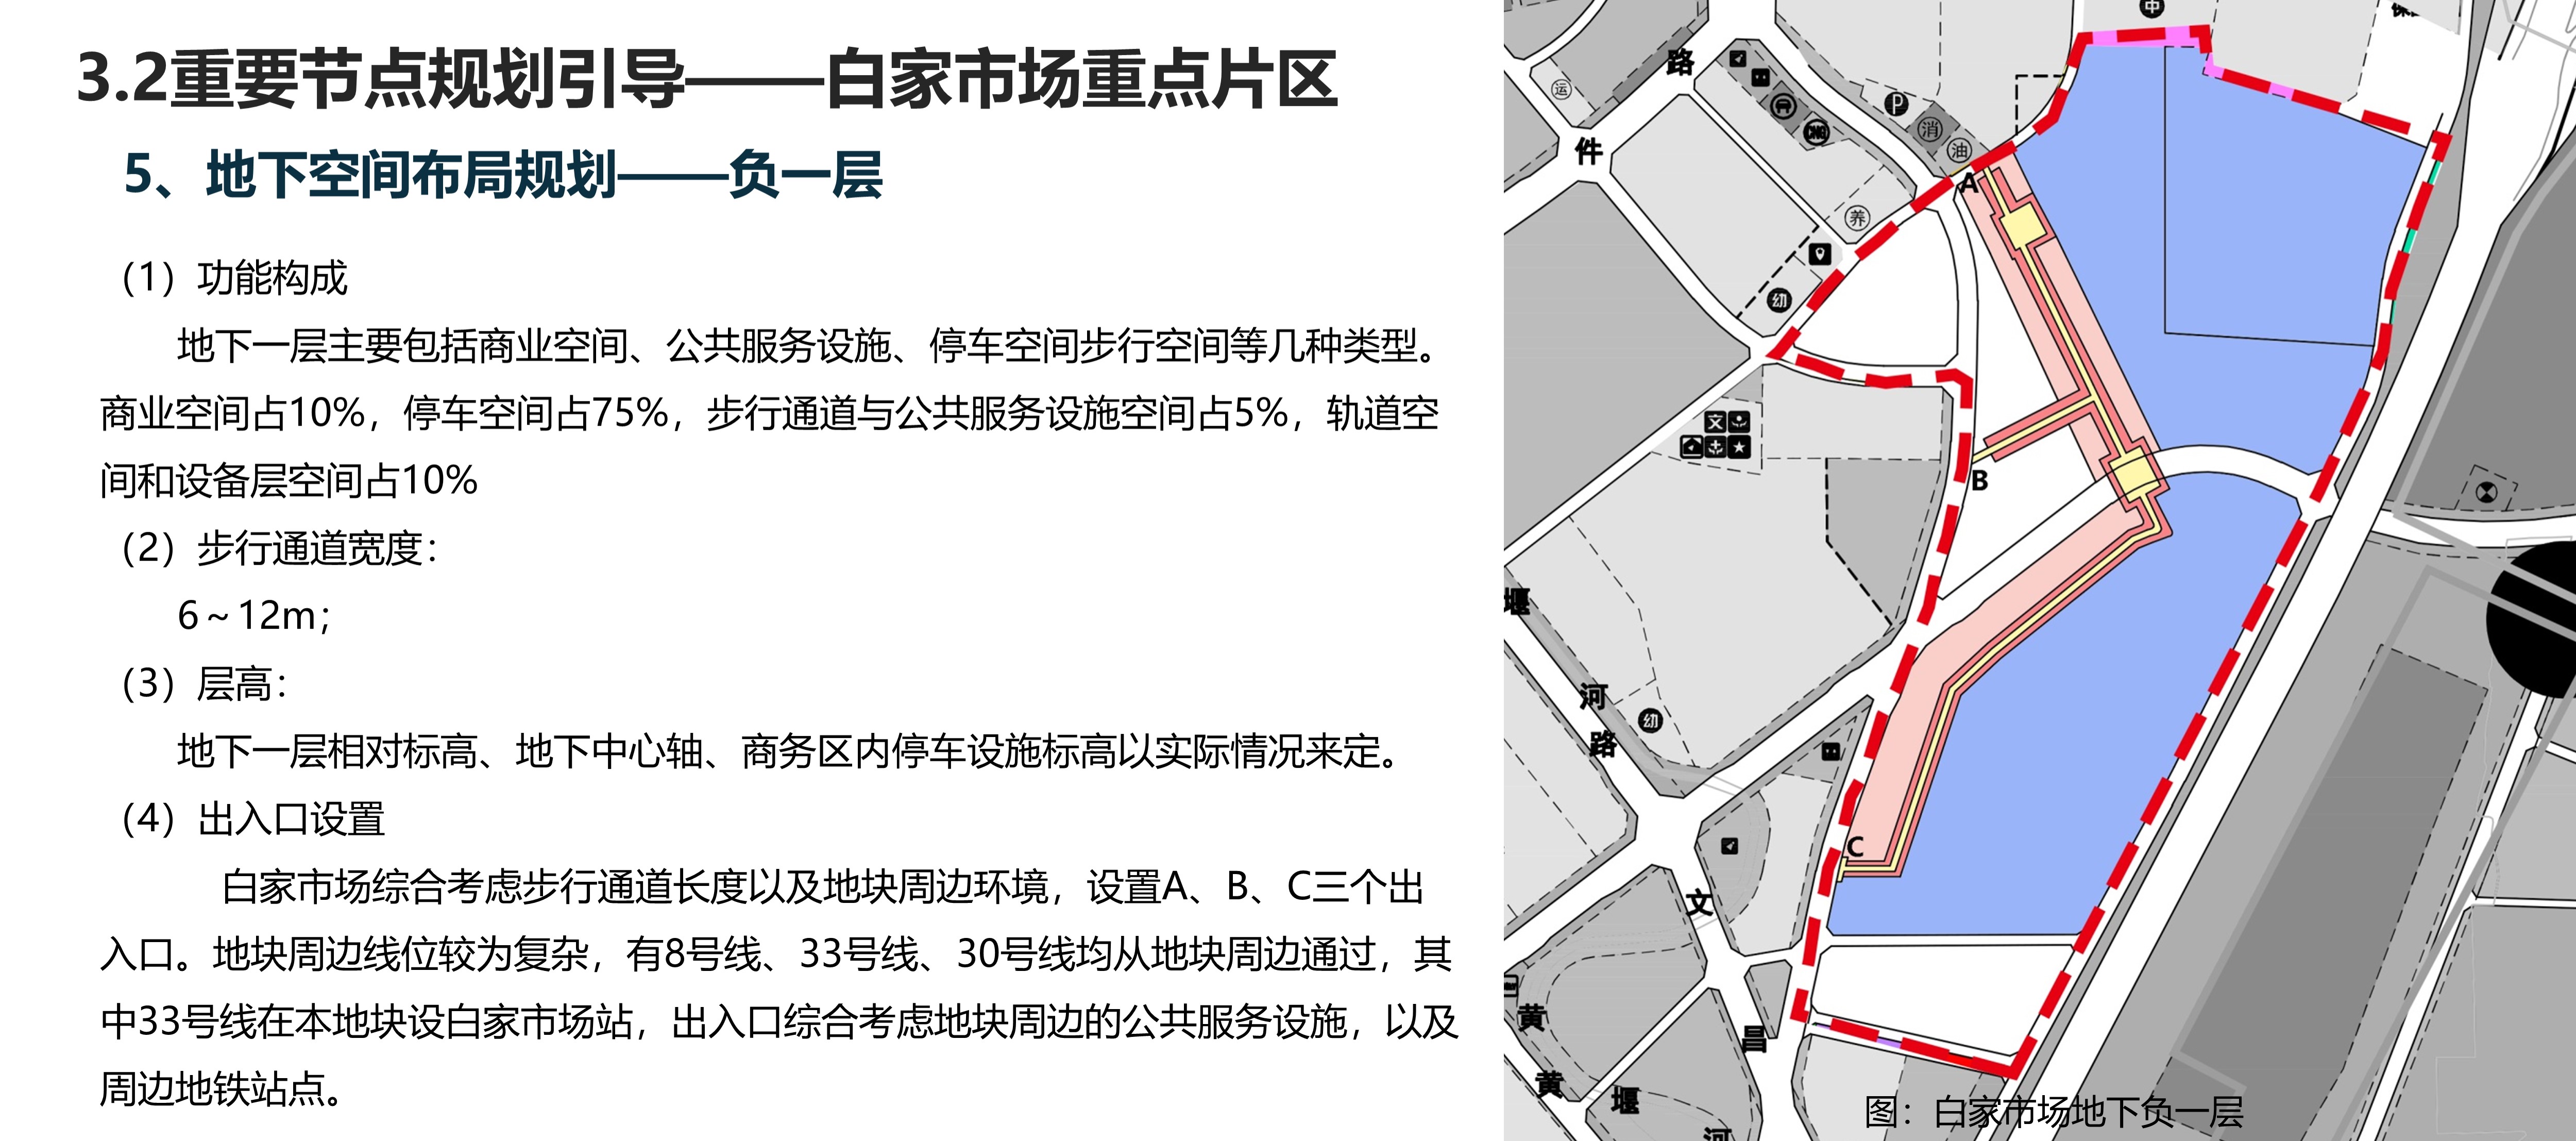 3.2重要节点规划引导——白家市场重点片区
5、地下空间布局规划——负一层
（1）功能构成
地下一层主要包括商业空间、公共服务设施、停车空间步行空间等几种类型。
商业空间占10%，停车空间占75%，步行通道与公共服务设施空间占5%，轨道空
间和设备层空间占10%
（2）步行通道宽度：
6～12m；
（3）层高：
地下一层相对标高、地下中心轴、商务区内停车设施标高以实际情况来定。
（4）出入口设置
白家市场综合考虑步行通道长度以及地块周边环境，设置A、B、C三个出
入口。地块周边线位较为复杂，有8号线、33号线、30号线均从地块周边通过，其
中33号线在本地块设白家市场站，出入口综合考虑地块周边的公共服务设施，以及
周边地铁站点。
中
路
运
P
CNG
消
件
油
A
养
幼
文
B
堰
河
幼
路
C
文
黄
昌
黄
堰
河
图：白家市场地下负一层